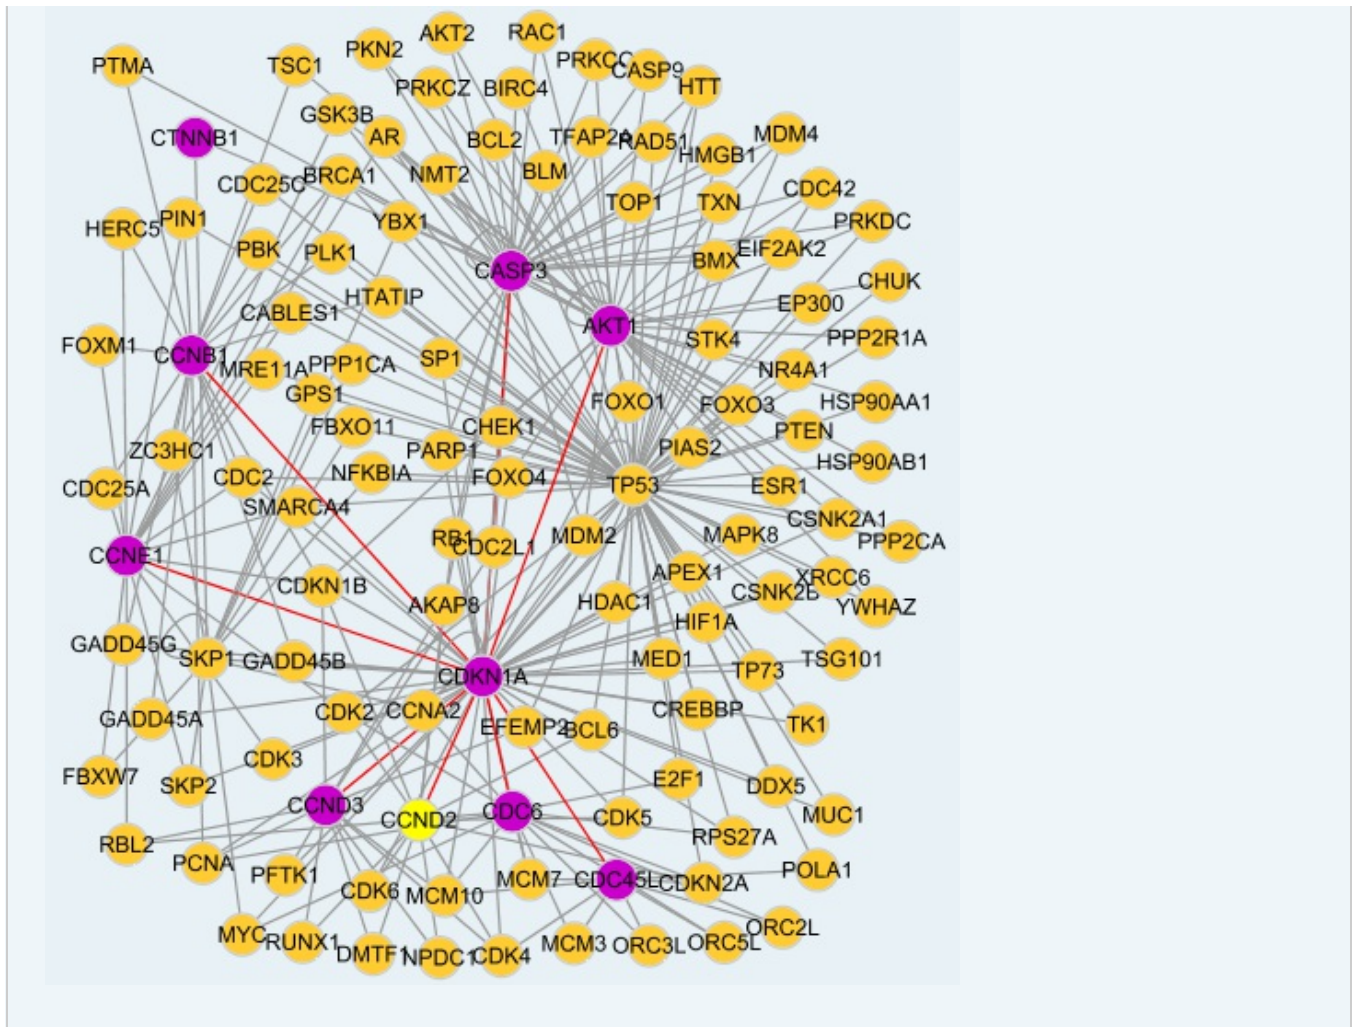 AKT2
RAC1
PKN2
PRKCC
CASP9
PTMA
TSC1
PRKCZ
BIRC4
HTT
GSK3B
AR
BCL2
TFAP2A
RAD51
MDM4
CTNNB1
HMGB1
CDC25C
BRCA1
NMT2
BLM
TOP1
TXN
CDC42
HERC5
PIN1
YBX1
PRKDC
PBK
PLK1
CASP3
BMX
EIF2AK2
CHUK
HTATIP
CABLES1
AKT1
EP300
FOXM1
CCNB1
MRE11A
PPP1CA
SP1
STK4
PPP2R1A
GPS1
NR4A1
FOXO1
FOXO3
HSP90AA1
FBXO11
CHEK1
PTEN
ZC3HC1
PARP1
PIAS2
HSP90AB1
CDC25A
CDC2
NFKBIA
FOXO4
TP53
ESR1
SMARCA4
CSNK2A1
CCNE1
RB1
CDC2L1
MDM2
MAPK8
PPP2CA
CDKN1B
APEX1
XRCC6
AKAP8
HDAC1
CSNK2B
YWHAZ
HIF1A
GADD45G
SKP1
GADD45B
CDKN1A
MED1
TP73
TSG101
GADD45A
CDK2
CCNA2
EFEMP2
BCL6
CREBBP
TK1
FBXW7
SKP2
CDK3
E2F1
DDX5
CCND3
CCND2
CDC6
CDK5
MUC1
RBL2
PCNA
RPS27A
PFTK1
CDK6
MCM10
MCM7
CDC45L
CDKN2A
POLA1
MYC
RUNX1
DMTF1
NPDC1
CDK4
MCM3
ORC3L
ORC5L
ORC2L